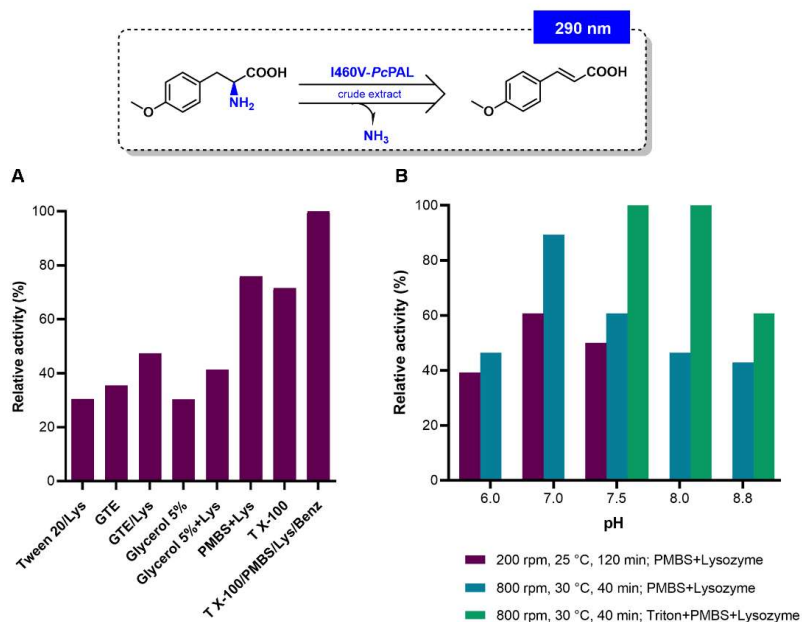 290 nm
COOH
I460V-PcPAL
COOH
NH2
crude extract
O
NH3
O
A
B
100
80
60
40
20
0
Relative activity (%)
Tween 20/Lys
GTE
GTE/Lys
Glycerol 5%
Glycerol 5%+Lys
PMBS+Lys
T X-100
T X-100/PMBS/Lys/Benz
100
80
60
40
20
0
Relative activity (%)
6.0
7.0
7.5
8.0
8.8
pH
200 rpm, 25 °C, 120 min; PMBS+Lysozyme
800 rpm, 30 °C, 40 min; PMBS+Lysozyme
800 rpm, 30 °C, 40 min; Triton+PMBS+Lysozyme